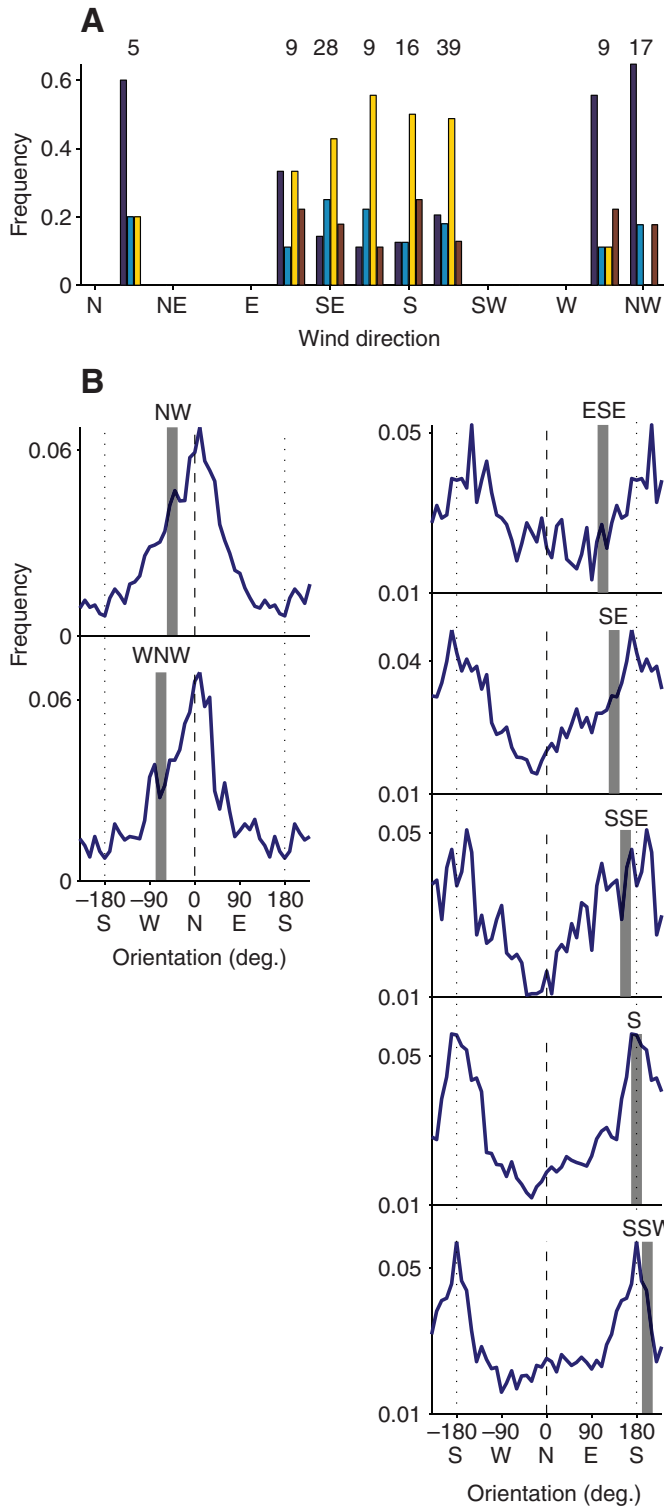 A
5 9 28 9 16 39 9 17
0.6
0.4
0.2
0
Frequency
N NE E SE S SW W NW
Wind direction
B
NW
0.06
0
Frequency
WNW
0.06
0
−180 −90 0 90 180
S W N E S
Orientation (deg.)
ESE
0.05
0.01
SE
0.04
0.01
SSE
0.05
0.01
S
0.05
0.01
SSW
0.05
0.01
−180 −90 0 90 180
S W N E S
Orientation (deg.)